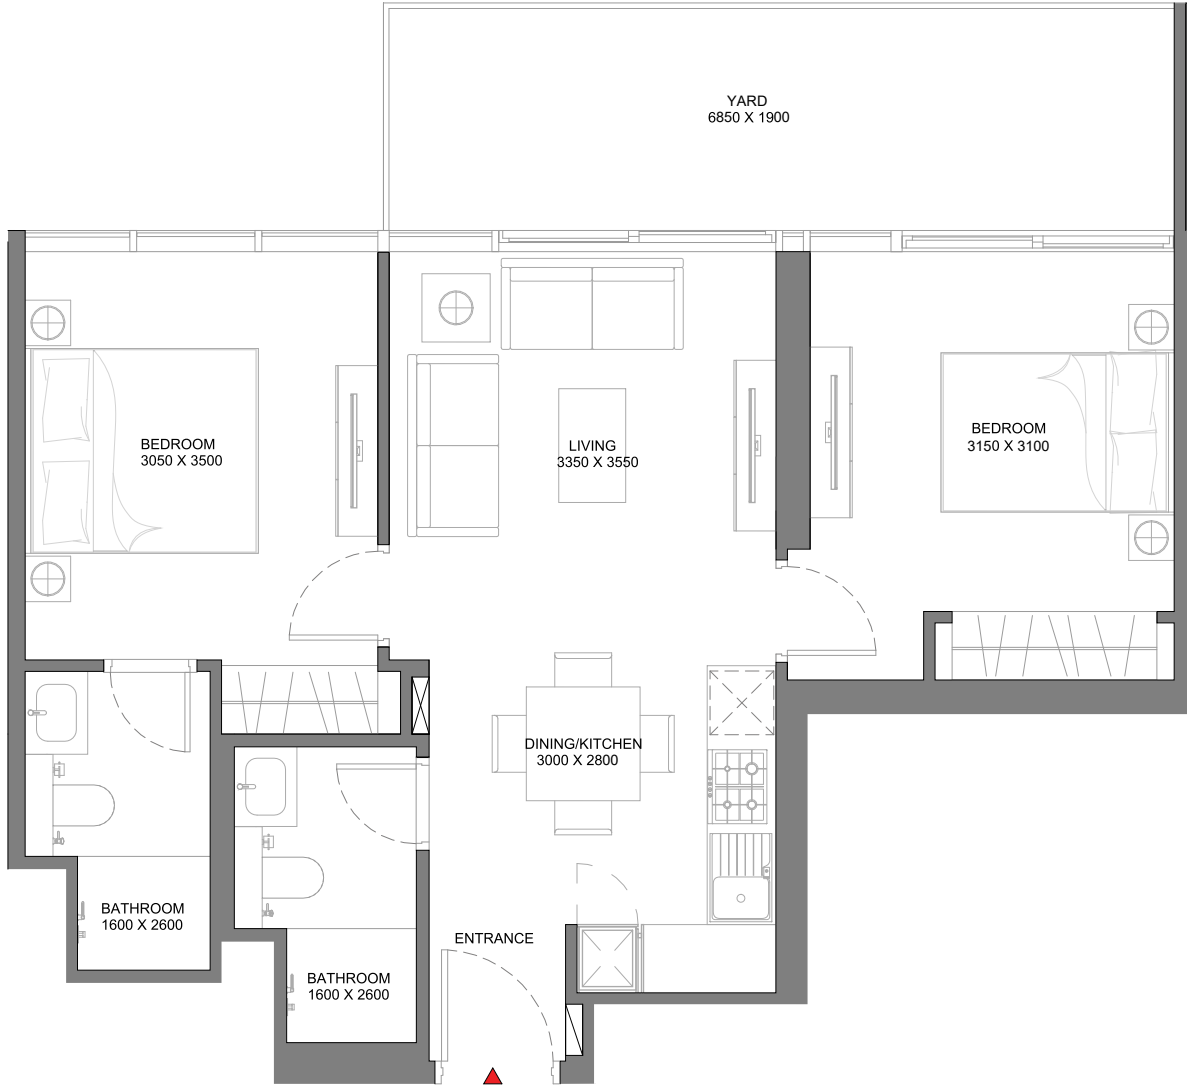 YARD
6850 X 1900
BEDROOM
3050 X 3500
LIVING
3350 X 3550
BEDROOM
3150 X 3100
DINING/KITCHEN
3000 X 2800
BATHROOM
1600 X 2600
ENTRANCE
BATHROOM
1600 X 2600